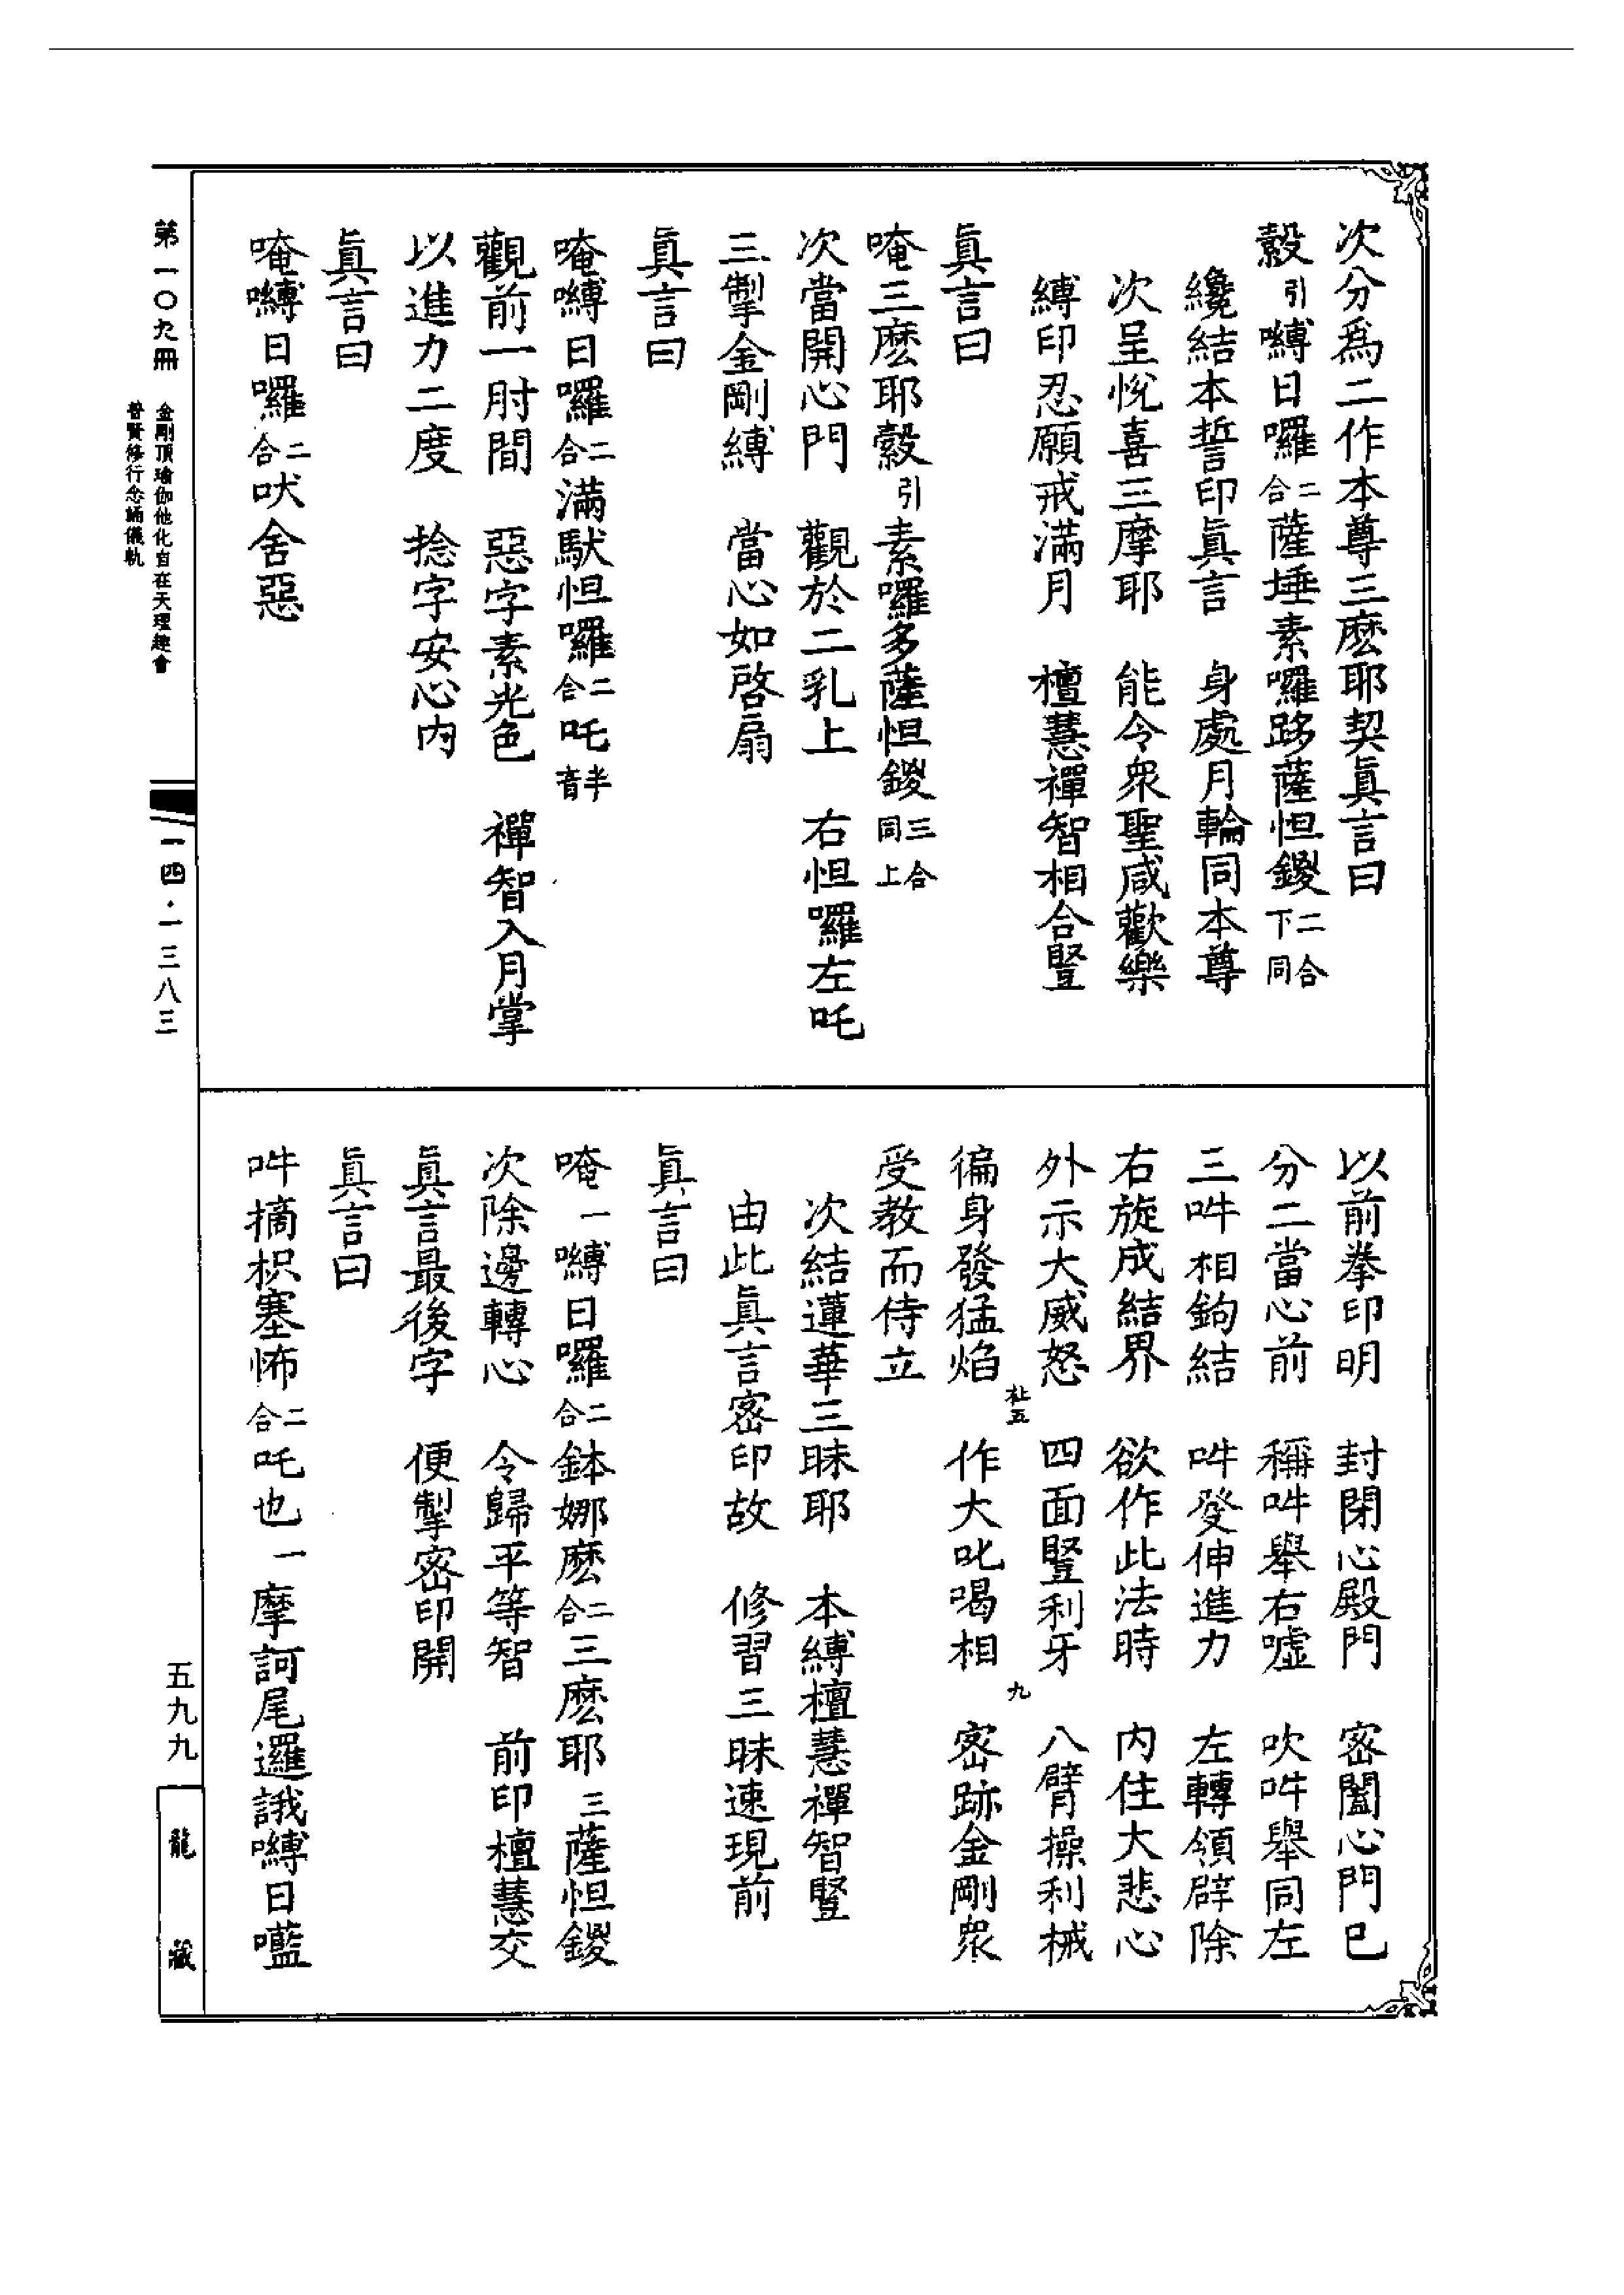 次分爲二作本尊三麽耶契眞言曰
縠引嚩日囉二合薩埵素囉跢薩怛鑁二合下同
纔結本誓印眞言　身處月輪同本尊
次呈悅喜三摩耶　能令衆聖咸歡樂
縛印忍願戒滿月　檀慧禪智相合豎
眞言曰
唵三麽耶縠引素囉多薩怛鑁三合同上
次當開心門　觀於二乳上　右怛囉左吒
三掣金剛縛　當心如啓扇
眞言曰
唵嚩日囉二合滿馱怛囉二合吒半音
觀前一肘間　惡字素光色　禪智入月掌
以進力二度　捻字安心內
眞言曰
唵嚩日囉二合吠舍惡
以前拳印明　封閉心殿門　密闔心門已
分二當心前　稱吽舉右噓　吹吽舉同左
三吽相鉤結　吽發伸進力　左轉領辟除
右旋成結界　欲作此法時　內住大悲心
外示大威怒　四面豎利牙　八臂操利械
徧身發猛焰　作大叱喝相　密跡金剛衆
受教而侍立
次結蓮華三昧耶　本縛檀慧禪智豎
由此眞言密印故　修習三昧速現前
眞言曰
唵一嚩日囉二合鉢娜麽二合三麽耶三薩怛鑁
次除邊轉心　令歸平等智　前印檀慧交
眞言最後字　便掣密印開
眞言曰
吽摘枳塞怖二合吒也一摩訶尾邏誐嚩日嚂
五
九
第一〇九冊
金剛頂瑜伽他化自在天理趣會
普賢修行念誦儀軌
一四·一三八三
五九九
龍藏